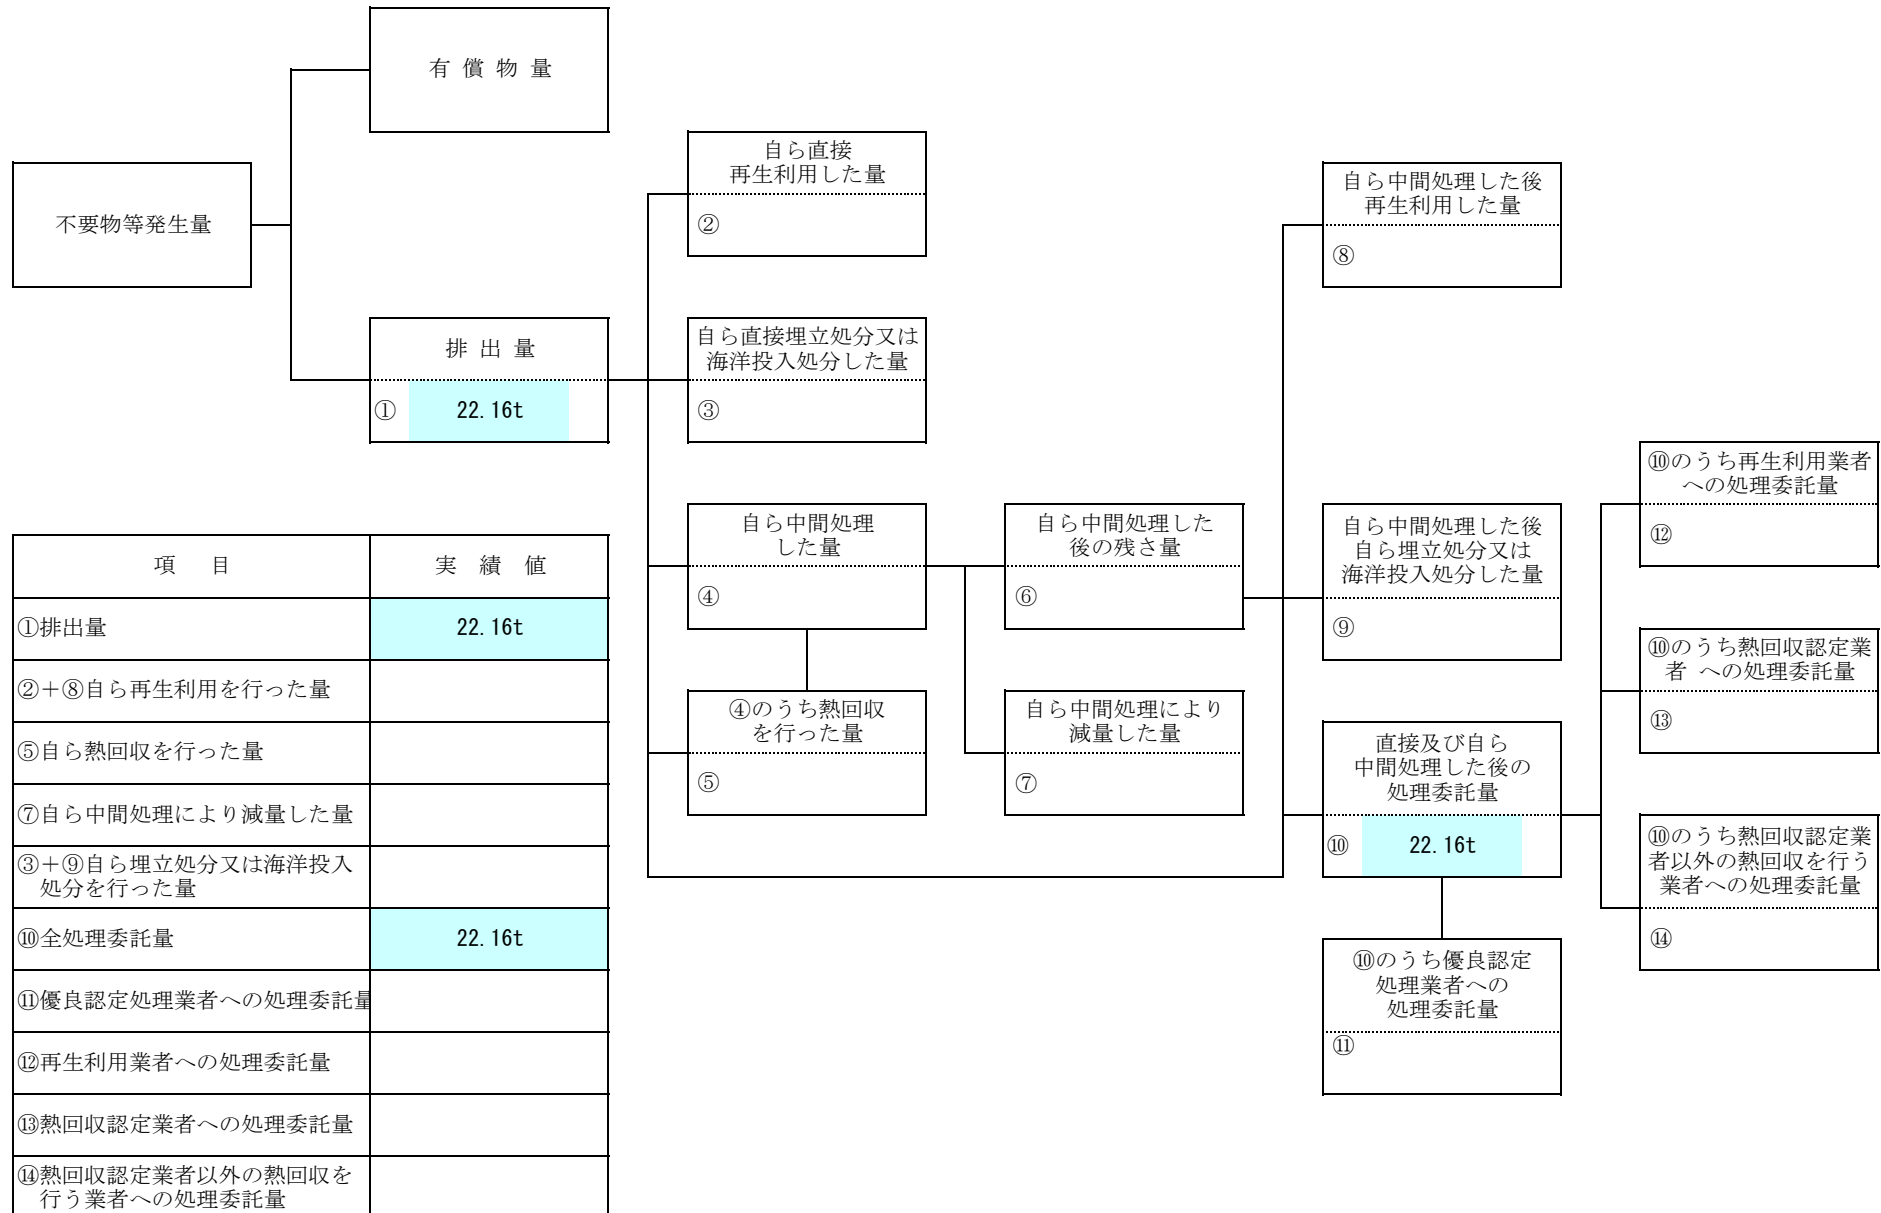 有 償 物 量
不要物等発生量
排 出 量
① 22.16t
自ら直接
再生利用した量
②
自ら直接埋立処分又は
海洋投入処分した量
③
自ら中間処理
した量
④
④のうち熱回収
を行った量
⑤
自ら中間処理した
後の残さ量
⑥
自ら中間処理により
減量した量
⑦
自ら中間処理した後
再生利用した量
⑧
自ら中間処理した後
自ら埋立処分又は
海洋投入処分した量
⑨
直接及び自ら
中間処理した後の
処理委託量
⑩ 22.16t
⑩のうち優良認定
処理業者への
処理委託量
⑪
⑩のうち再生利用業者
への処理委託量
⑫
⑩のうち熱回収認定業
者 への処理委託量
⑬
⑩のうち熱回収認定業
者以外の熱回収を行う
業者への処理委託量
⑭
項 目 実 績 値
①排出量 22.16t
②＋⑧自ら再生利用を行った量
⑤自ら熱回収を行った量
⑦自ら中間処理により減量した量
③＋⑨自ら埋立処分又は海洋投入
処分を行った量
⑩全処理委託量 22.16t
⑪優良認定処理業者への処理委託量
⑫再生利用業者への処理委託量
⑬熱回収認定業者への処理委託量
⑭熱回収認定業者以外の熱回収を
行う業者への処理委託量